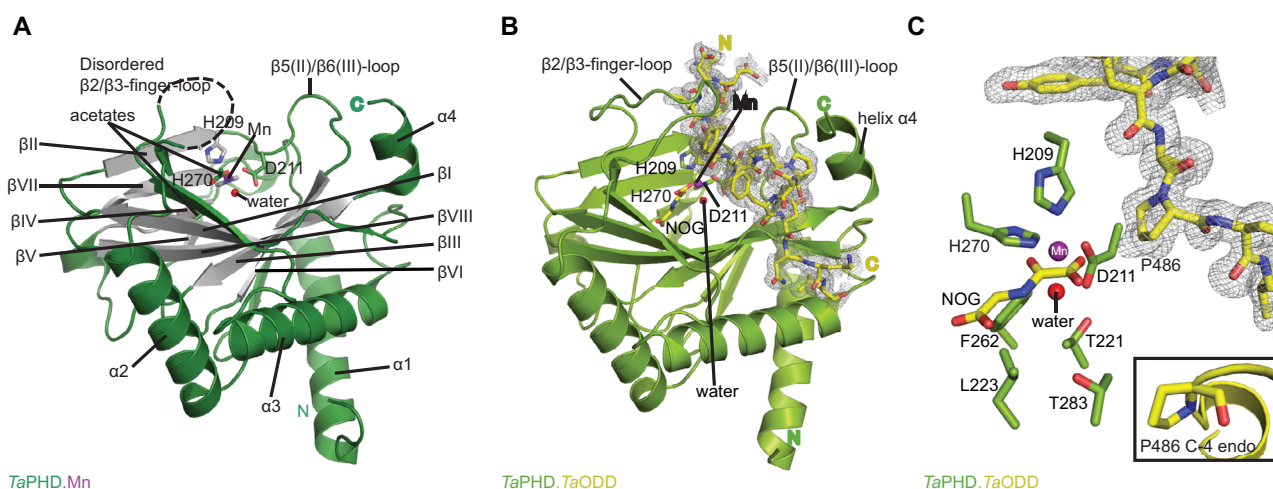 A
Disordered
β2/β3-finger-loop
acetates
β5(II)/β6(III)-loop
C
α4
H209
Mn
D211
H270
water
βII
βVII
βIV
βV
βI
βVIII
βIII
βVI
α2
α3
α1
N
TaPHD.Mn
B
N
β2/β3-finger-loop
β5(II)/β6(III)-loop
Mn
C
helix α4
H209
H270
D211
NOG
C
water
N
TaPHD.TaODD
C
H209
H270
Mn
D211
P486
NOG
water
F262
T221
L223
T283
P486 C-4 endo
TaPHD.TaODD